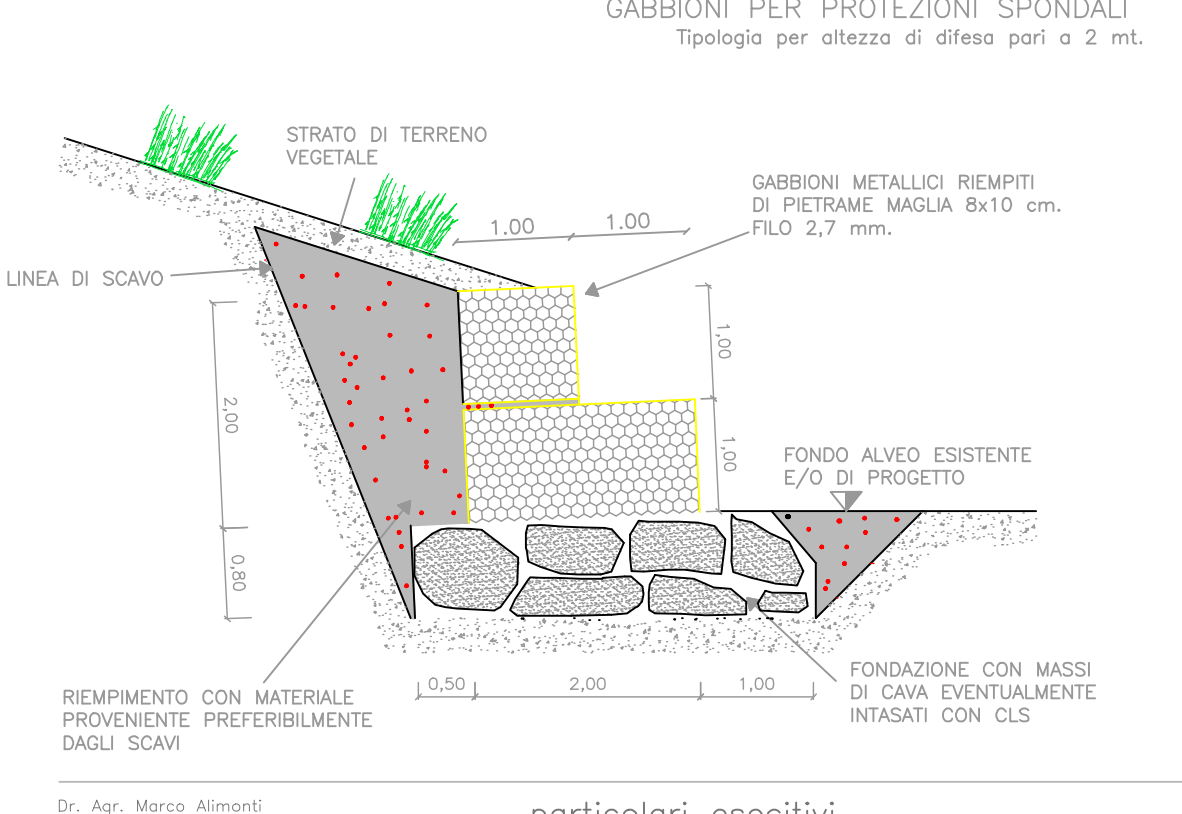 GABBIONI PER PROTEZIONI SPONDALI
Tipologia per altezza di difesa pari a 2 mt.
STRATO DI TERRENO
VEGETALE
GABBIONI METALLICI RIEMPITI
DI PIETRAME MAGLIA 8x10 cm.
FILO 2,7 mm.
1.00
1.00
LINEA DI SCAVO
1,00
2,00
1,00
FONDO ALVEO ESISTENTE
E/O DI PROGETTO
0,80
0,50
2,00
1,00
FONDAZIONE CON MASSI
DI CAVA EVENTUALMENTE
INTASATI CON CLS
RIEMPIMENTO CON MATERIALE
PROVENIENTE PREFERIBILMENTE
DAGLI SCAVI
Dr. Agr. Marco Alimonti
particolari esecitivi